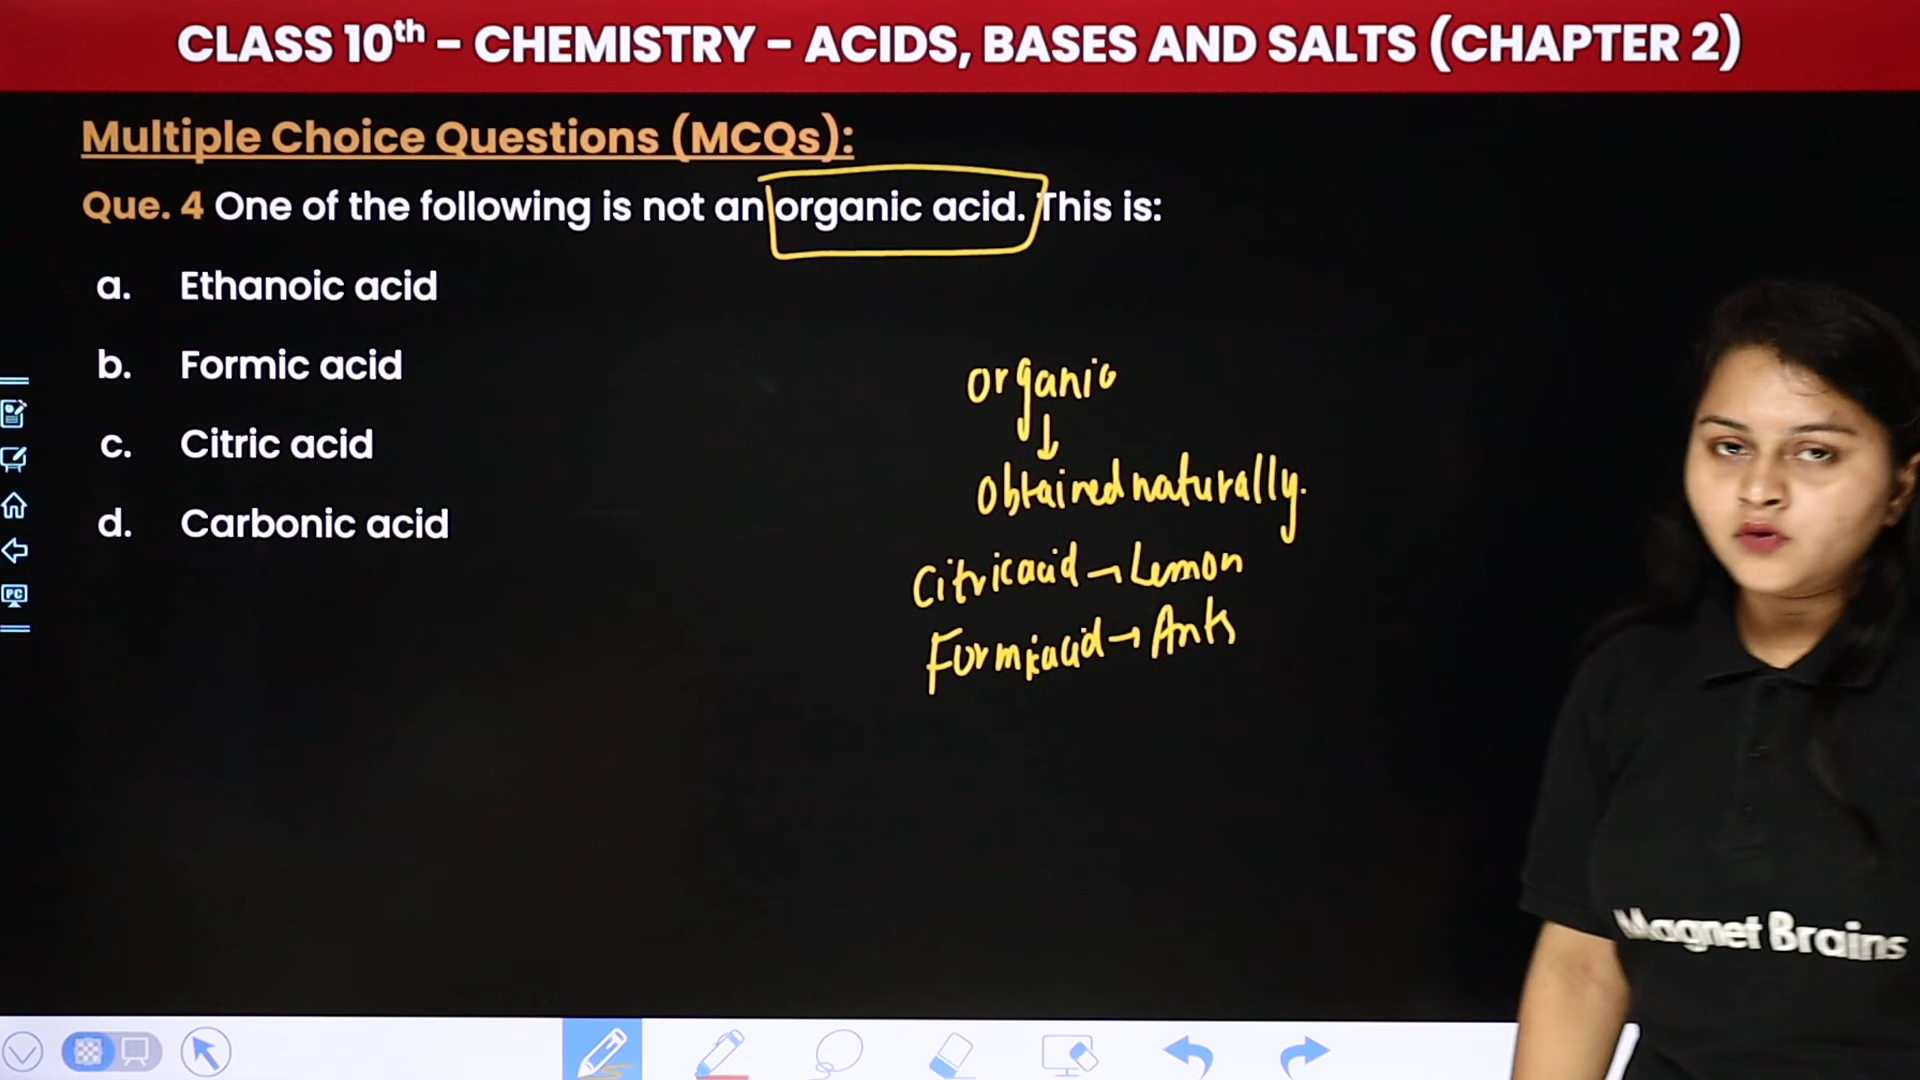 CLASS 10th - CHEMISTRY - ACIDS, BASES AND SALTS (CHAPTER 2)
Multiple Choice Questions (MCQs):
Que. 4 One of the following is not an organic acid. This is:
a. Ethanoic acid
b. Formic acid
c. Citric acid
d. Carbonic acid
organic
↓
Obtained naturally.
Citric acid → Lemon
Formic acid → Ants
PC
Magnet Brains